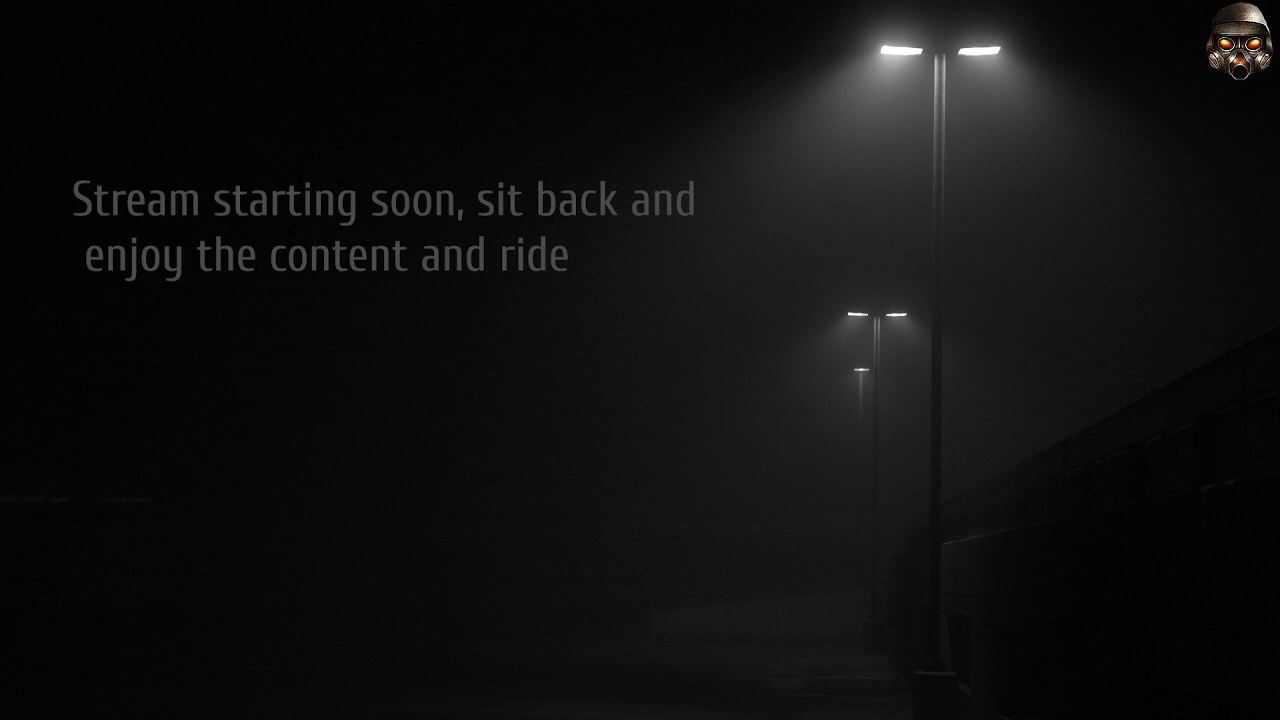 Stream starting soon, sit back and
enjoy the content and ride